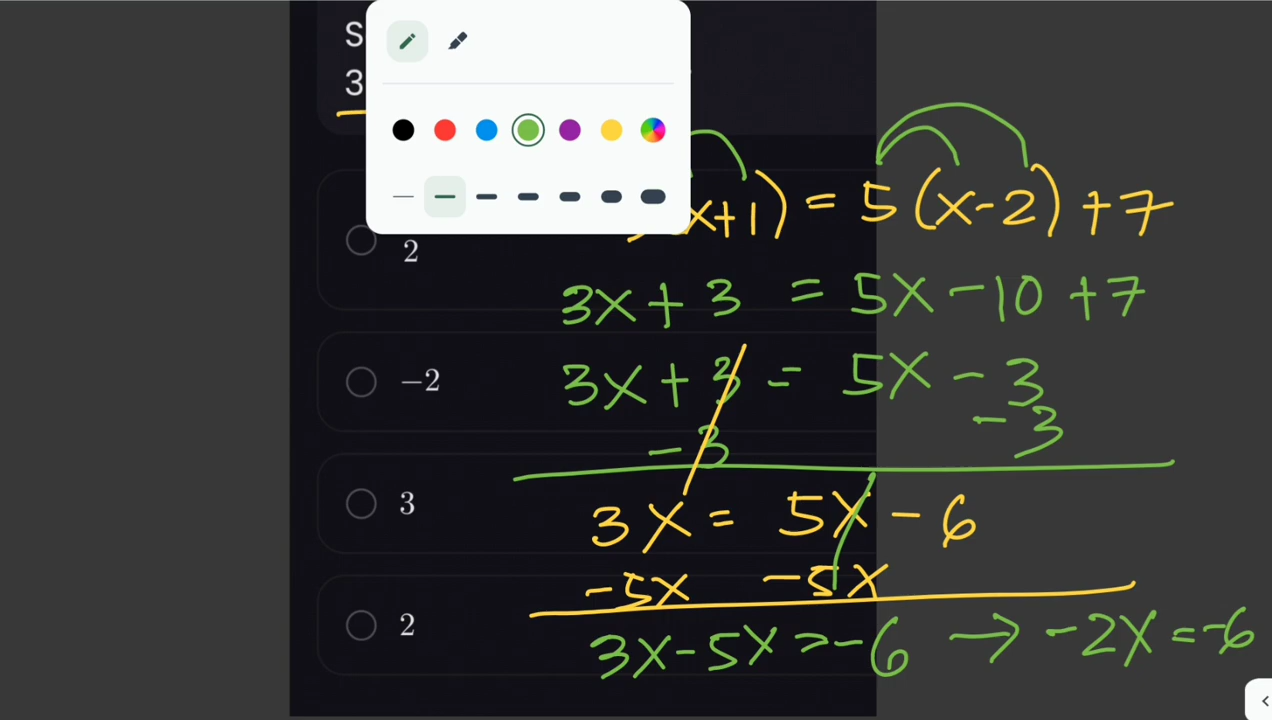 S
3
x+1) = 5(x-2) +7
2
3x + 3 = 5x - 10 + 7
3x + 3 = 5x - 3
-2
- 3 - 3
3x = 5x - 6
3
-5x -5x
2
3x - 5x = -6 → -2x = -6